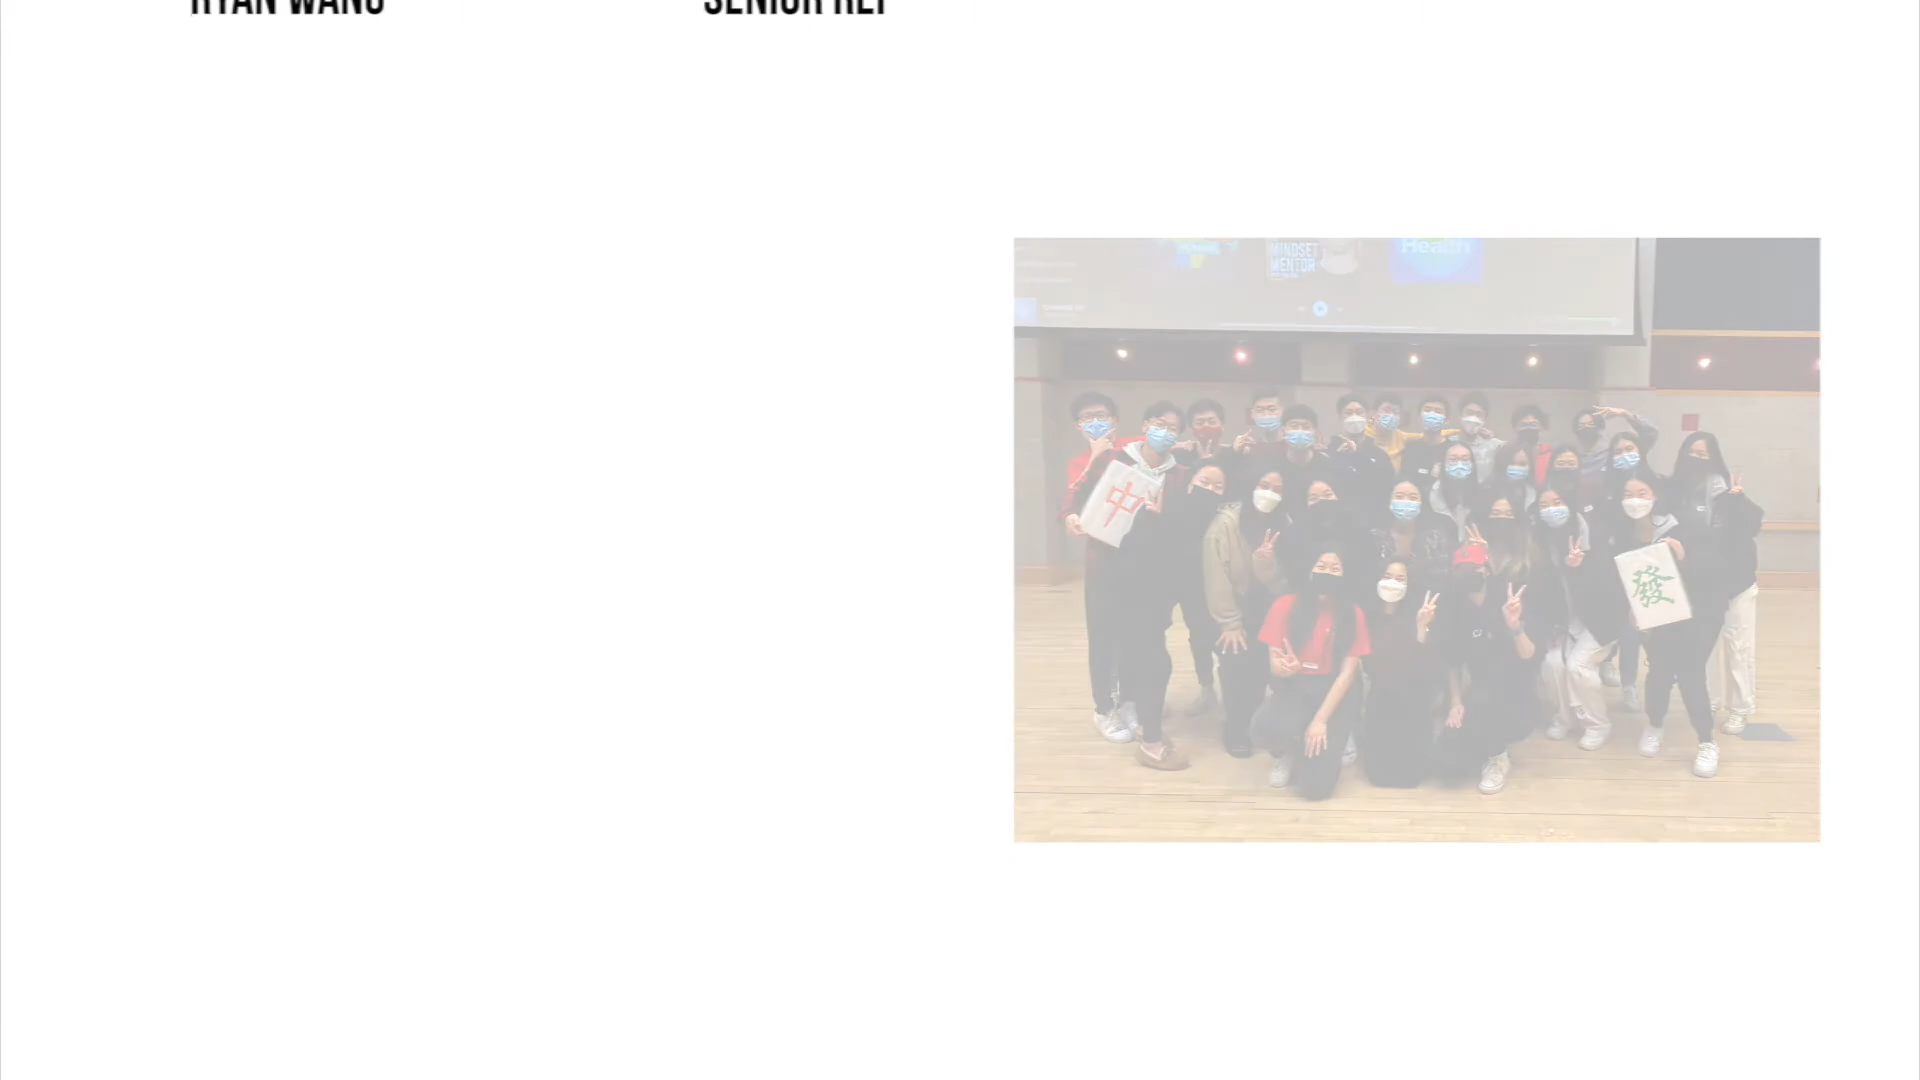 RYAN WANG
SENIOR REP
MINDSET
MENTOR
Health
中
發